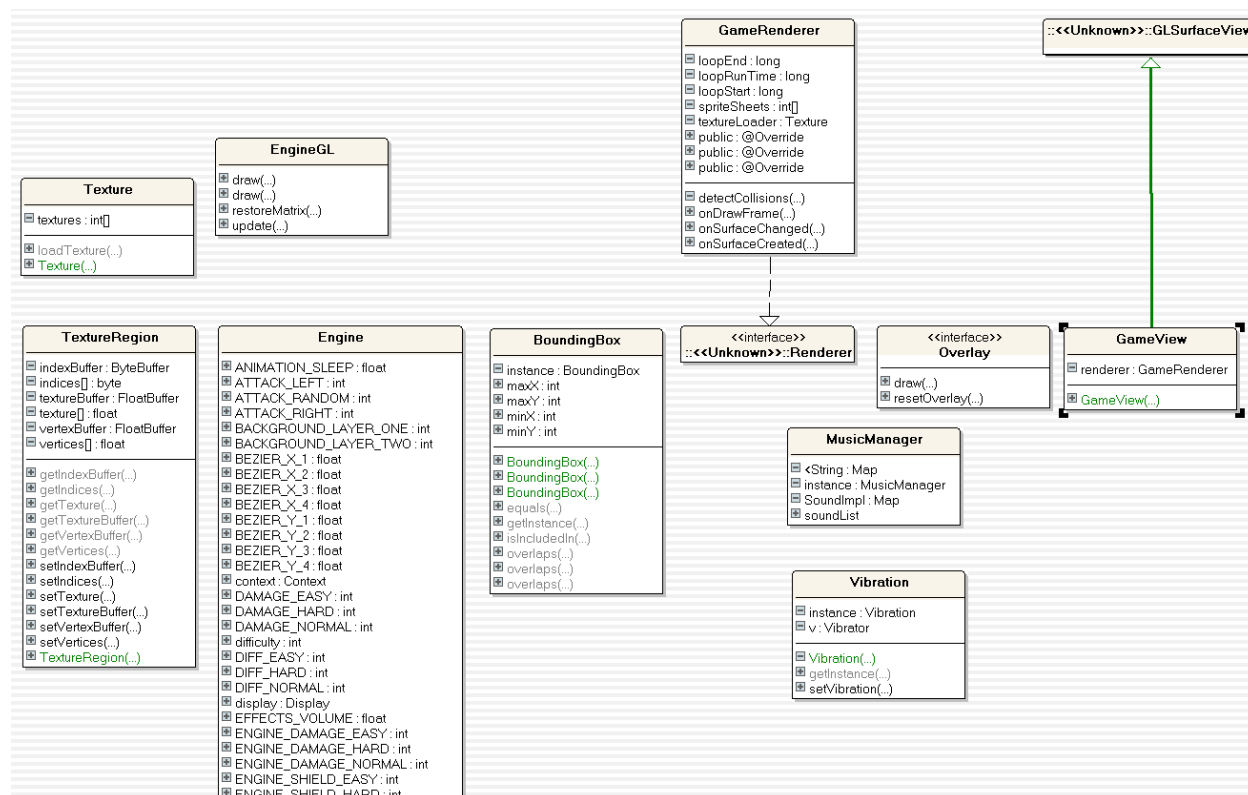 GameRenderer
loopEnd : long
loopRunTime : long
loopStart : long
spriteSheets : int[]
textureLoader : Texture
public : @Override
public : @Override
public : @Override
detectCollisions(...)
onDrawFrame(...)
onSurfaceChanged(...)
onSurfaceCreated(...)
::<<Unknown>>::GLSurfaceView
EngineGL
draw(...)
draw(...)
restoreMatrix(...)
update(...)
Texture
textures : int[]
loadTexture(...)
Texture(...)
TextureRegion
indexBuffer : ByteBuffer
indices[] : byte
textureBuffer : FloatBuffer
texture[] : float
vertexBuffer : FloatBuffer
vertices[] : float
getIndexBuffer(...)
getIndices(...)
getTexture(...)
getTextureBuffer(...)
getVertexBuffer(...)
getVertices(...)
setIndexBuffer(...)
setIndices(...)
setTexture(...)
setTextureBuffer(...)
setVertexBuffer(...)
setVertices(...)
TextureRegion(...)
Engine
ANIMATION_SLEEP : float
ATTACK_LEFT : int
ATTACK_RANDOM : int
ATTACK_RIGHT : int
BACKGROUND_LAYER_ONE : int
BACKGROUND_LAYER_TWO : int
BEZIER_X_1 : float
BEZIER_X_2 : float
BEZIER_X_3 : float
BEZIER_X_4 : float
BEZIER_Y_1 : float
BEZIER_Y_2 : float
BEZIER_Y_3 : float
BEZIER_Y_4 : float
context : Context
DAMAGE_EASY : int
DAMAGE_HARD : int
DAMAGE_NORMAL : int
difficulty : int
DIFF_EASY : int
DIFF_HARD : int
DIFF_NORMAL : int
display : Display
EFFECTS_VOLUME : float
ENGINE_DAMAGE_EASY : int
ENGINE_DAMAGE_HARD : int
ENGINE_DAMAGE_NORMAL : int
ENGINE_SHIELD_EASY : int
ENGINE_SHIELD_HARD : int
BoundingBox
instance : BoundingBox
maxX : int
maxY : int
minX : int
minY : int
BoundingBox(...)
BoundingBox(...)
BoundingBox(...)
equals(...)
getInstance(...)
isIncludedIn(...)
overlaps(...)
overlaps(...)
overlaps(...)
<<interface>>
::<<Unknown>>::Renderer
<<interface>>
Overlay
draw(...)
resetOverlay(...)
GameView
renderer : GameRenderer
GameView(...)
MusicManager
<String : Map
instance : MusicManager
SoundImpl : Map
soundList
Vibration
instance : Vibration
v : Vibrator
Vibration(...)
getInstance(...)
setVibration(...)